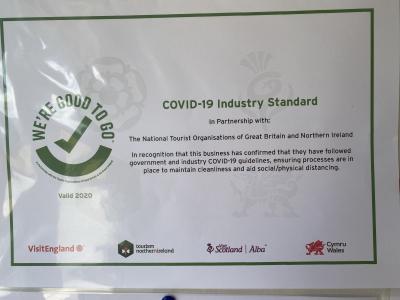 WE'RE GOOD TO GO
Valid 2020
COVID-19 Industry Standard
In Partnership with:
The National Tourist Organisations of Great Britain and Northern Ireland
In recognition that this business has confirmed that they have followed
government and industry COVID-19 guidelines, ensuring processes are in
place to maintain cleanliness and aid social/physical distancing.
VisitEngland
tourism
northernireland
Scotland | Alba
Cymru
Wales